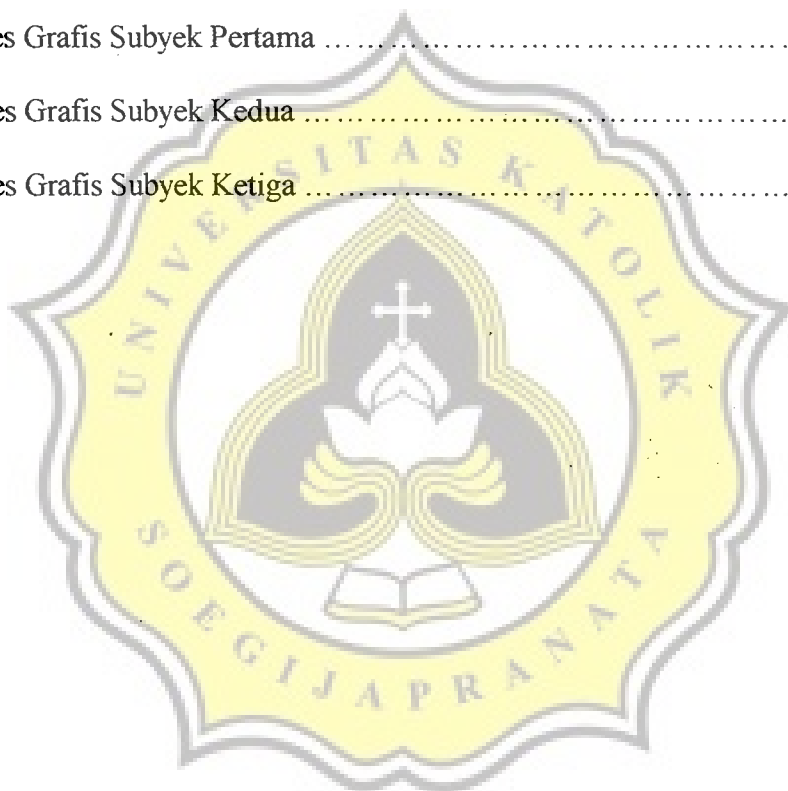 es Grafis Subyek Pertama ........................................
es Grafis Subyek Kedua ........................................
es Grafis Subyek Ketiga ........................................
UNIVERSITAS KATOLIK
SOEGIJAPRANATA